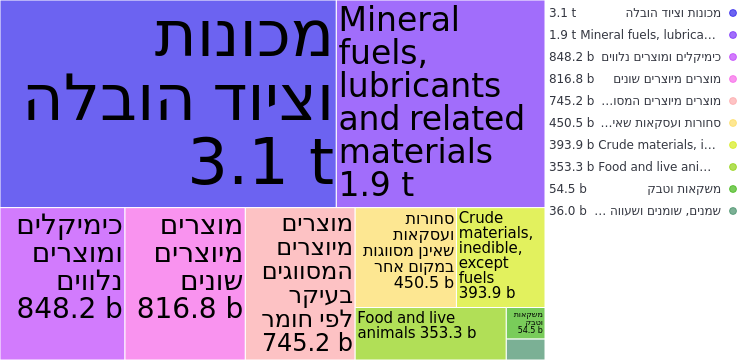 מכונות
וציוד הובלה
3.1 t
Mineral
fuels,
lubricants
and related
materials
1.9 t
כימיקלים
ומוצרים
נלווים
848.2 b
מוצרים
מיוצרים
שונים
816.8 b
מוצרים
מיוצרים
המסווגים
בעיקר
לפי חומר
745.2 b
סחורות
ועסקאות
שאינן מסווגות
במקום אחר
450.5 b
Crude
materials,
inedible,
except
fuels
393.9 b
Food and live
animals 353.3 b
משקאות
וטבק
54.5 b
מכונות וציוד הובלה 3.1 t
1.9 t Mineral fuels, lubrica…
כימיקלים ומוצרים נלווים 848.2 b
מוצרים מיוצרים שונים 816.8 b
מוצרים מיוצרים המסו… 745.2 b
סחורות ועסקאות שאי… 450.5 b
393.9 b Crude materials, i…
353.3 b Food and live ani…
משקאות וטבק 54.5 b
שמנים, שומנים ושעווה … 36.0 b